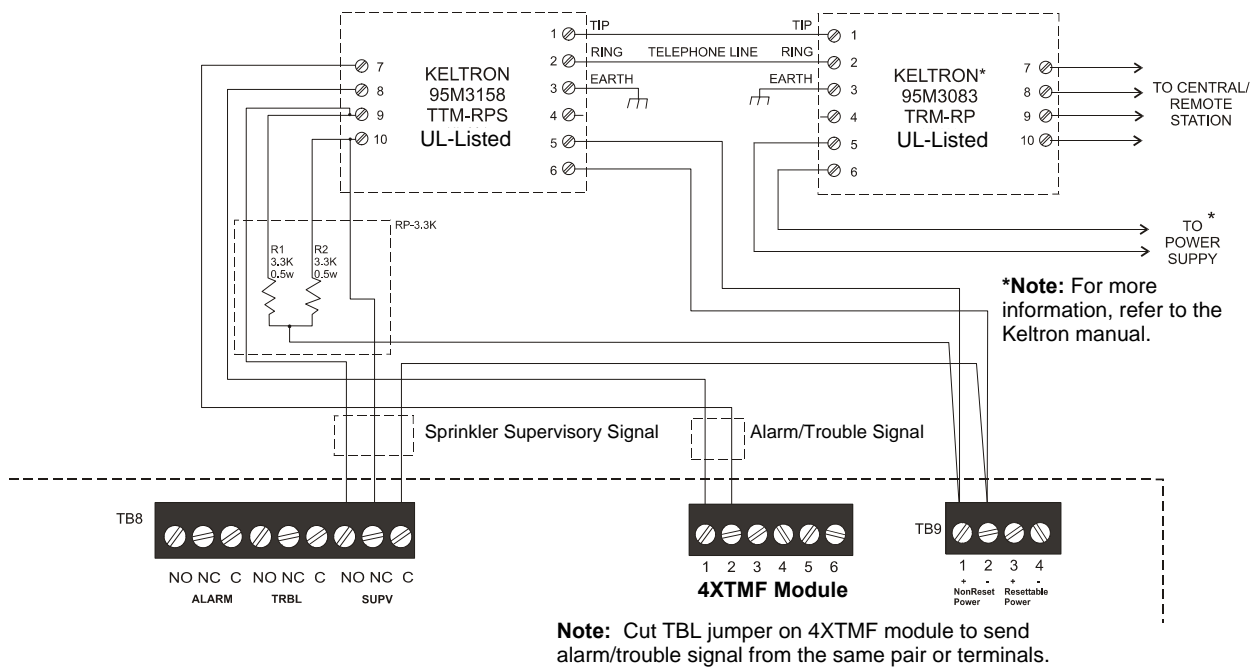 1 TIP TIP 1
2 RING TELEPHONE LINE RING 2
3 EARTH EARTH 3
4 4
5 5
6 6
7
8
9
10
KELTRON
95M3158
TTM-RPS
UL-Listed
KELTRON*
95M3083
TRM-RP
UL-Listed
7
8
9
10
TO CENTRAL/
REMOTE
STATION
TO *
POWER
SUPPY
*Note: For more
information, refer to the
Keltron manual.
RP-3.3K
R1
3.3K
0.5w
R2
3.3K
0.5w
Sprinkler Supervisory Signal
Alarm/Trouble Signal
TB8
NO NC C NO NC C NO NC C
ALARM TRBL SUPV
1 2 3 4 5 6
4XTMF Module
TB9
1 2 3 4
+ - + -
NonReset Resettable
Power Power
Note: Cut TBL jumper on 4XTMF module to send
alarm/trouble signal from the same pair or terminals.